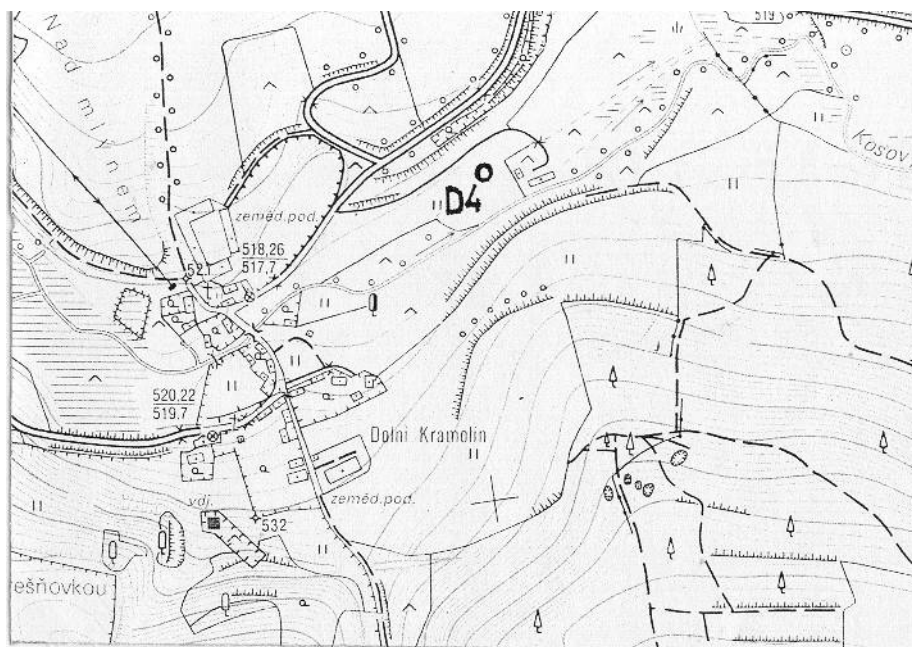 519
Nad
mlýnem
Kosov
D4
zeměd.pod.
518,26
517,7
521
520,22
519,7
Dolní Kramolín
zeměd.pod.
vdj.
532
ešňovkou